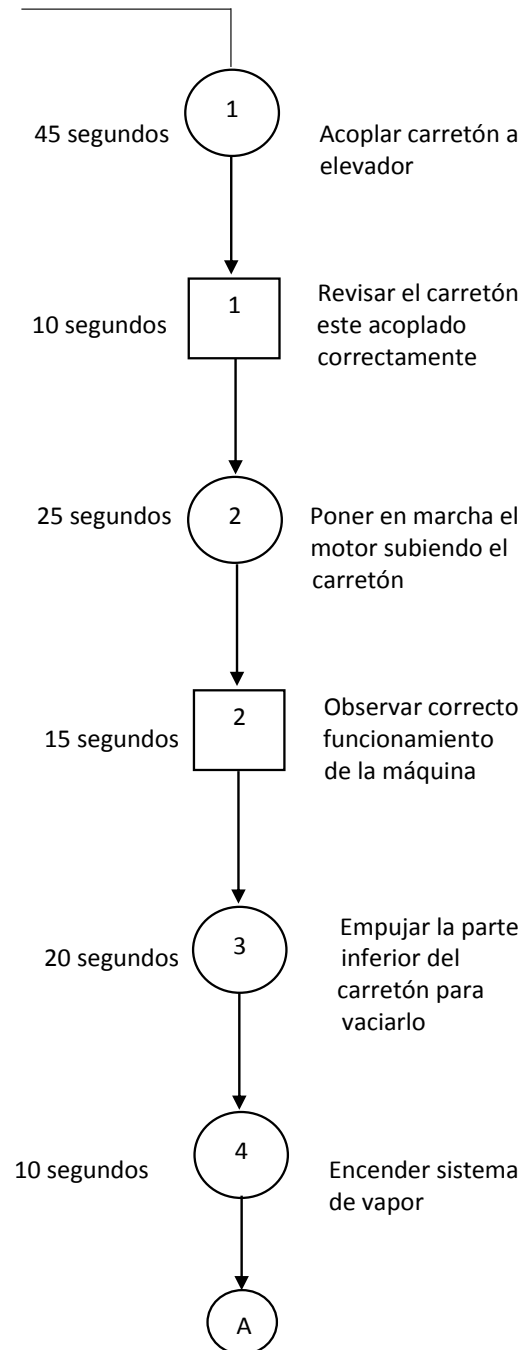 1
45 segundos
Acoplar carretón a
elevador
1
10 segundos
Revisar el carretón
este acoplado
correctamente
2
25 segundos
Poner en marcha el
motor subiendo el
carretón
2
15 segundos
Observar correcto
funcionamiento
de la máquina
3
20 segundos
Empujar la parte
inferior del
carretón para
vaciarlo
4
10 segundos
Encender sistema
de vapor
A